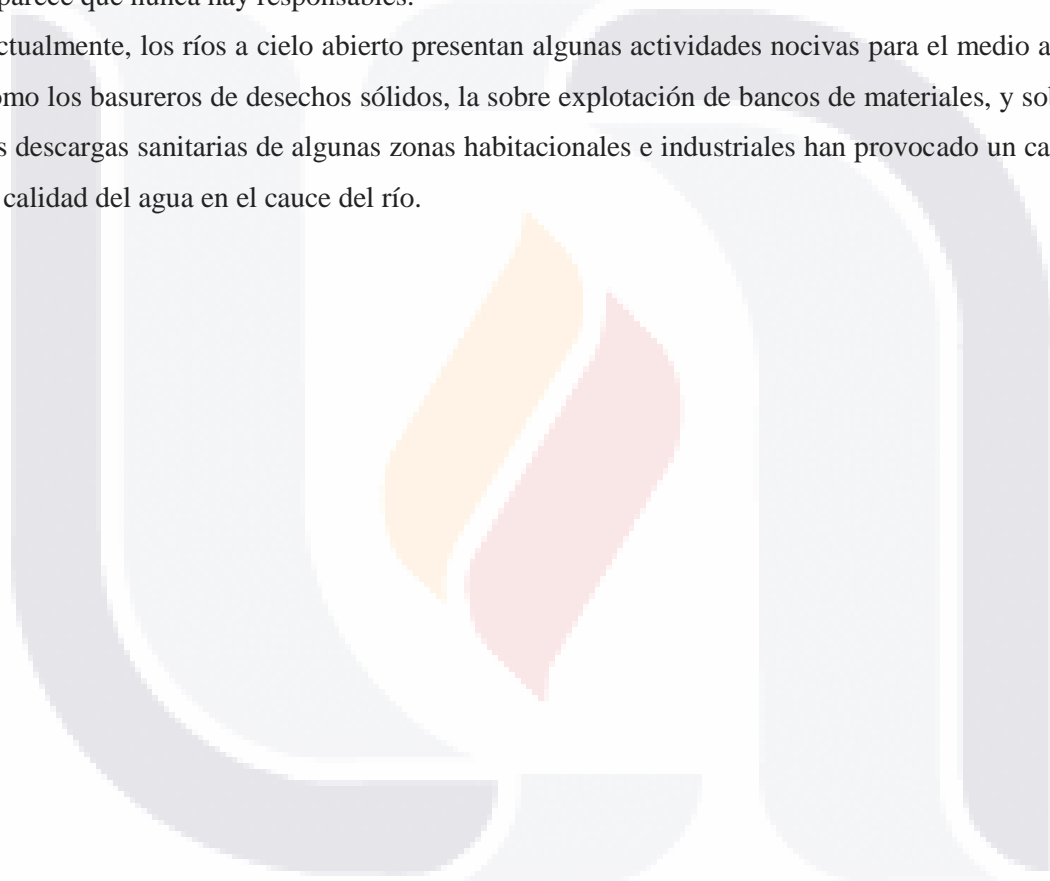 parece que nunca hay responsables.
ctualmente, los ríos a cielo abierto presentan algunas actividades nocivas para el medio a
omo los basureros de desechos sólidos, la sobre explotación de bancos de materiales, y so
s descargas sanitarias de algunas zonas habitacionales e industriales han provocado un ca
calidad del agua en el cauce del río.